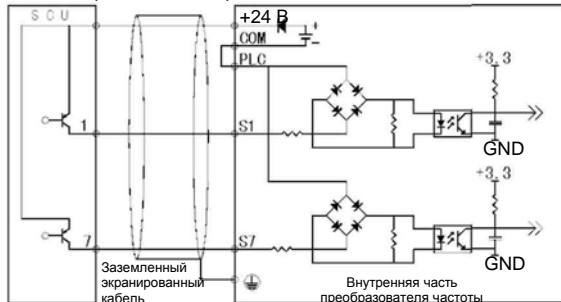 SCU
+24 В
COM
PLC
+3.3
1
S1
GND
+3.3
7
S7
GND
Заземленный
экранированный
кабель
Внутренняя часть
преобразователя частоты